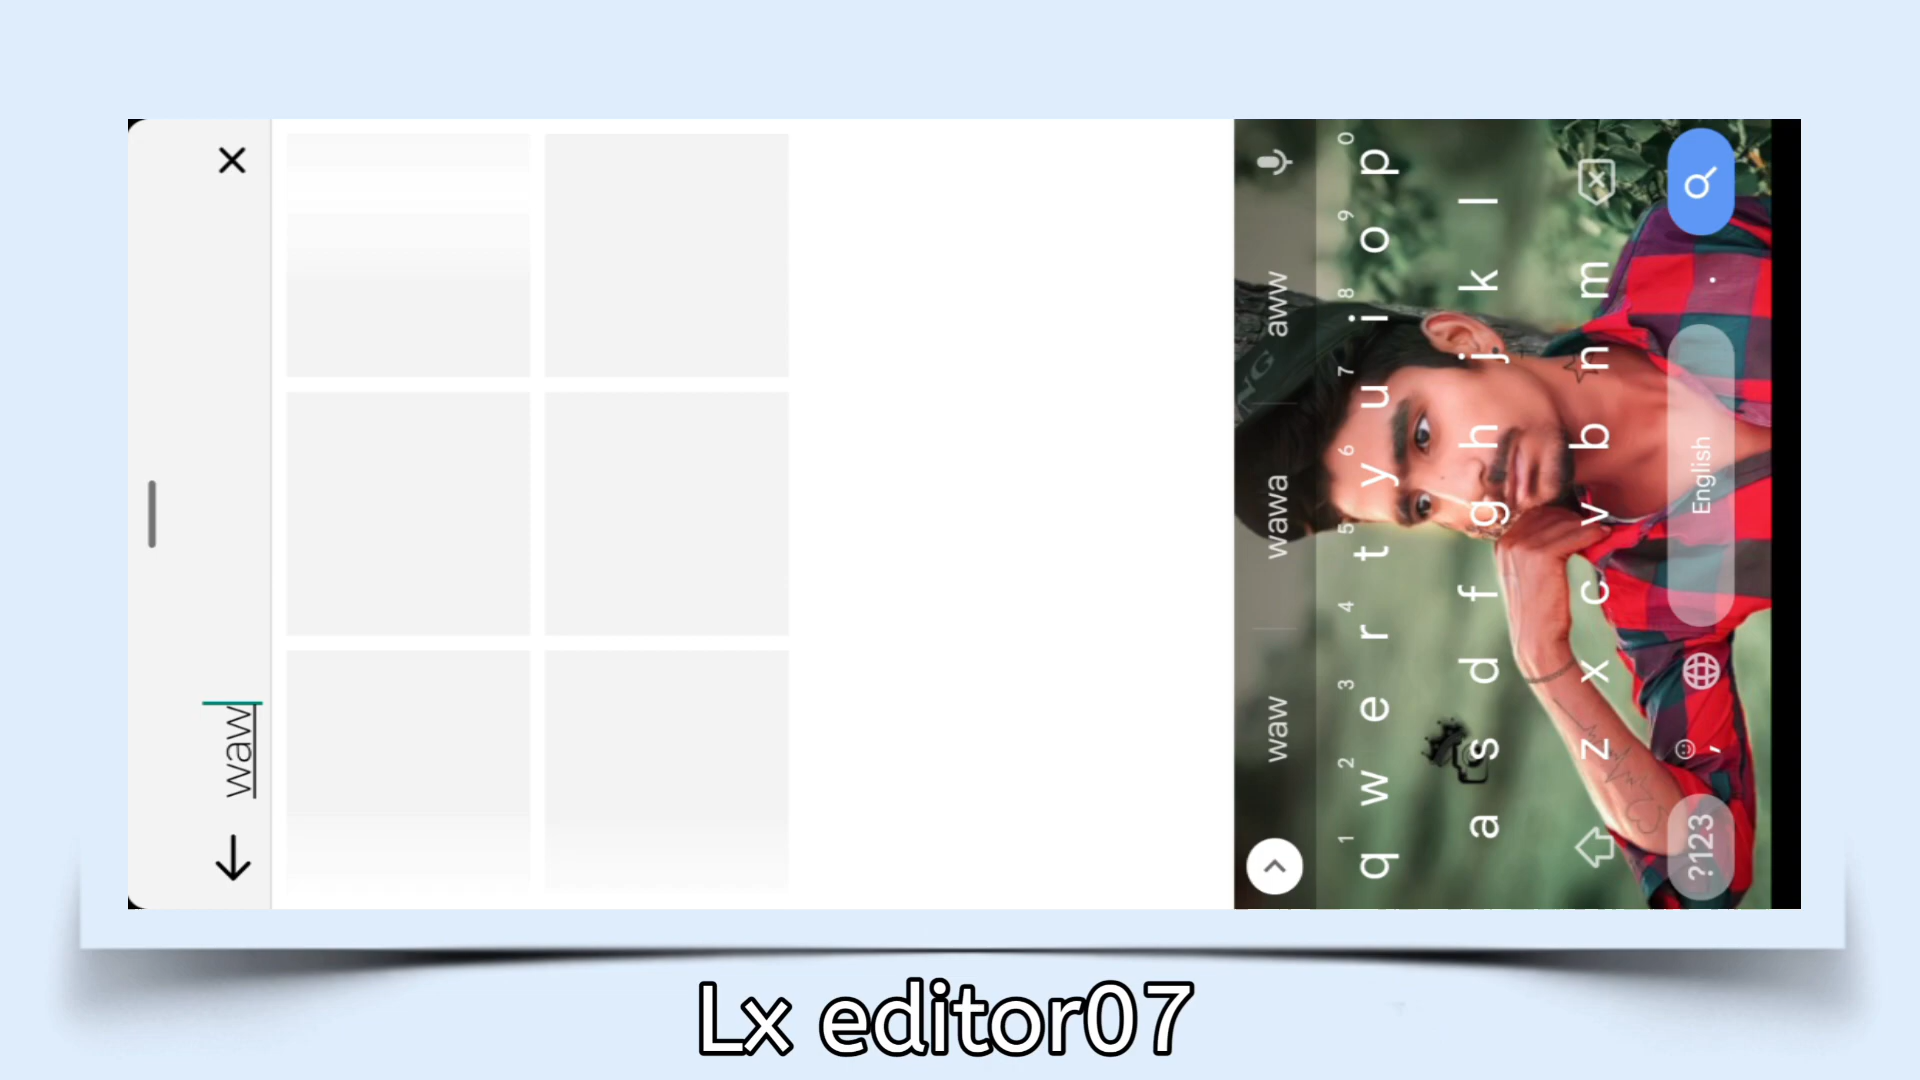 waw
waw wawa aww
1 2 3 4 5 6 7 8 9 0
q w e r t y u i o p
a s d f g h j k l
z x c v b n m
?123 , English .
Lx editor07